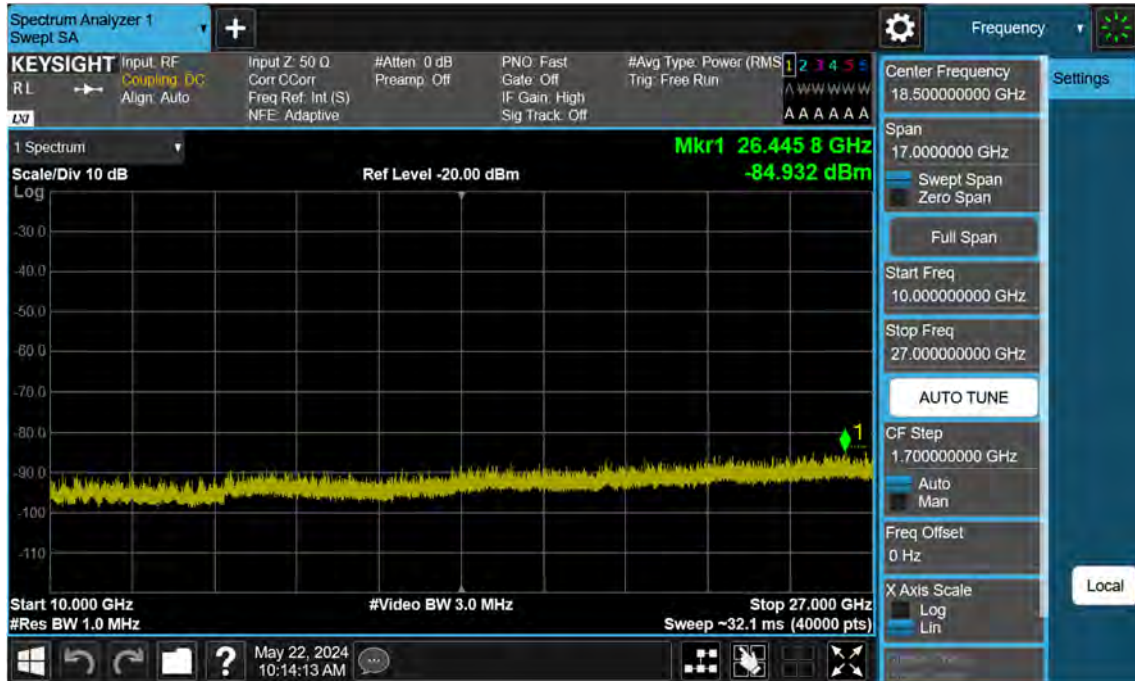 Spectrum Analyzer 1
Swept SA
+
Frequency
KEYSIGHT
RL
LXI
Input: RF
Coupling: DC
Align: Auto
Input Z: 50 Ω
Corr CCorr
Freq Ref: Int (S)
NFE: Adaptive
#Atten: 0 dB
Preamp: Off
PNO: Fast
Gate: Off
IF Gain: High
Sig Track: Off
#Avg Type: Power (RMS
Trig: Free Run
1 2 3 4 5 6
A W W W W W
A A A A A A
1 Spectrum
Mkr1 26.445 8 GHz
Scale/Div 10 dB
Ref Level -20.00 dBm
-84.932 dBm
Log
-30.0
-40.0
-50.0
-60.0
-70.0
-80.0
1
-90.0
-100
-110
Start 10.000 GHz
#Video BW 3.0 MHz
Stop 27.000 GHz
#Res BW 1.0 MHz
Sweep ~32.1 ms (40000 pts)
?
May 22, 2024
10:14:13 AM
Center Frequency
18.500000000 GHz
Span
17.0000000 GHz
Swept Span
Zero Span
Full Span
Start Freq
10.000000000 GHz
Stop Freq
27.000000000 GHz
AUTO TUNE
CF Step
1.700000000 GHz
Auto
Man
Freq Offset
0 Hz
X Axis Scale
Log
Lin
Settings
Local